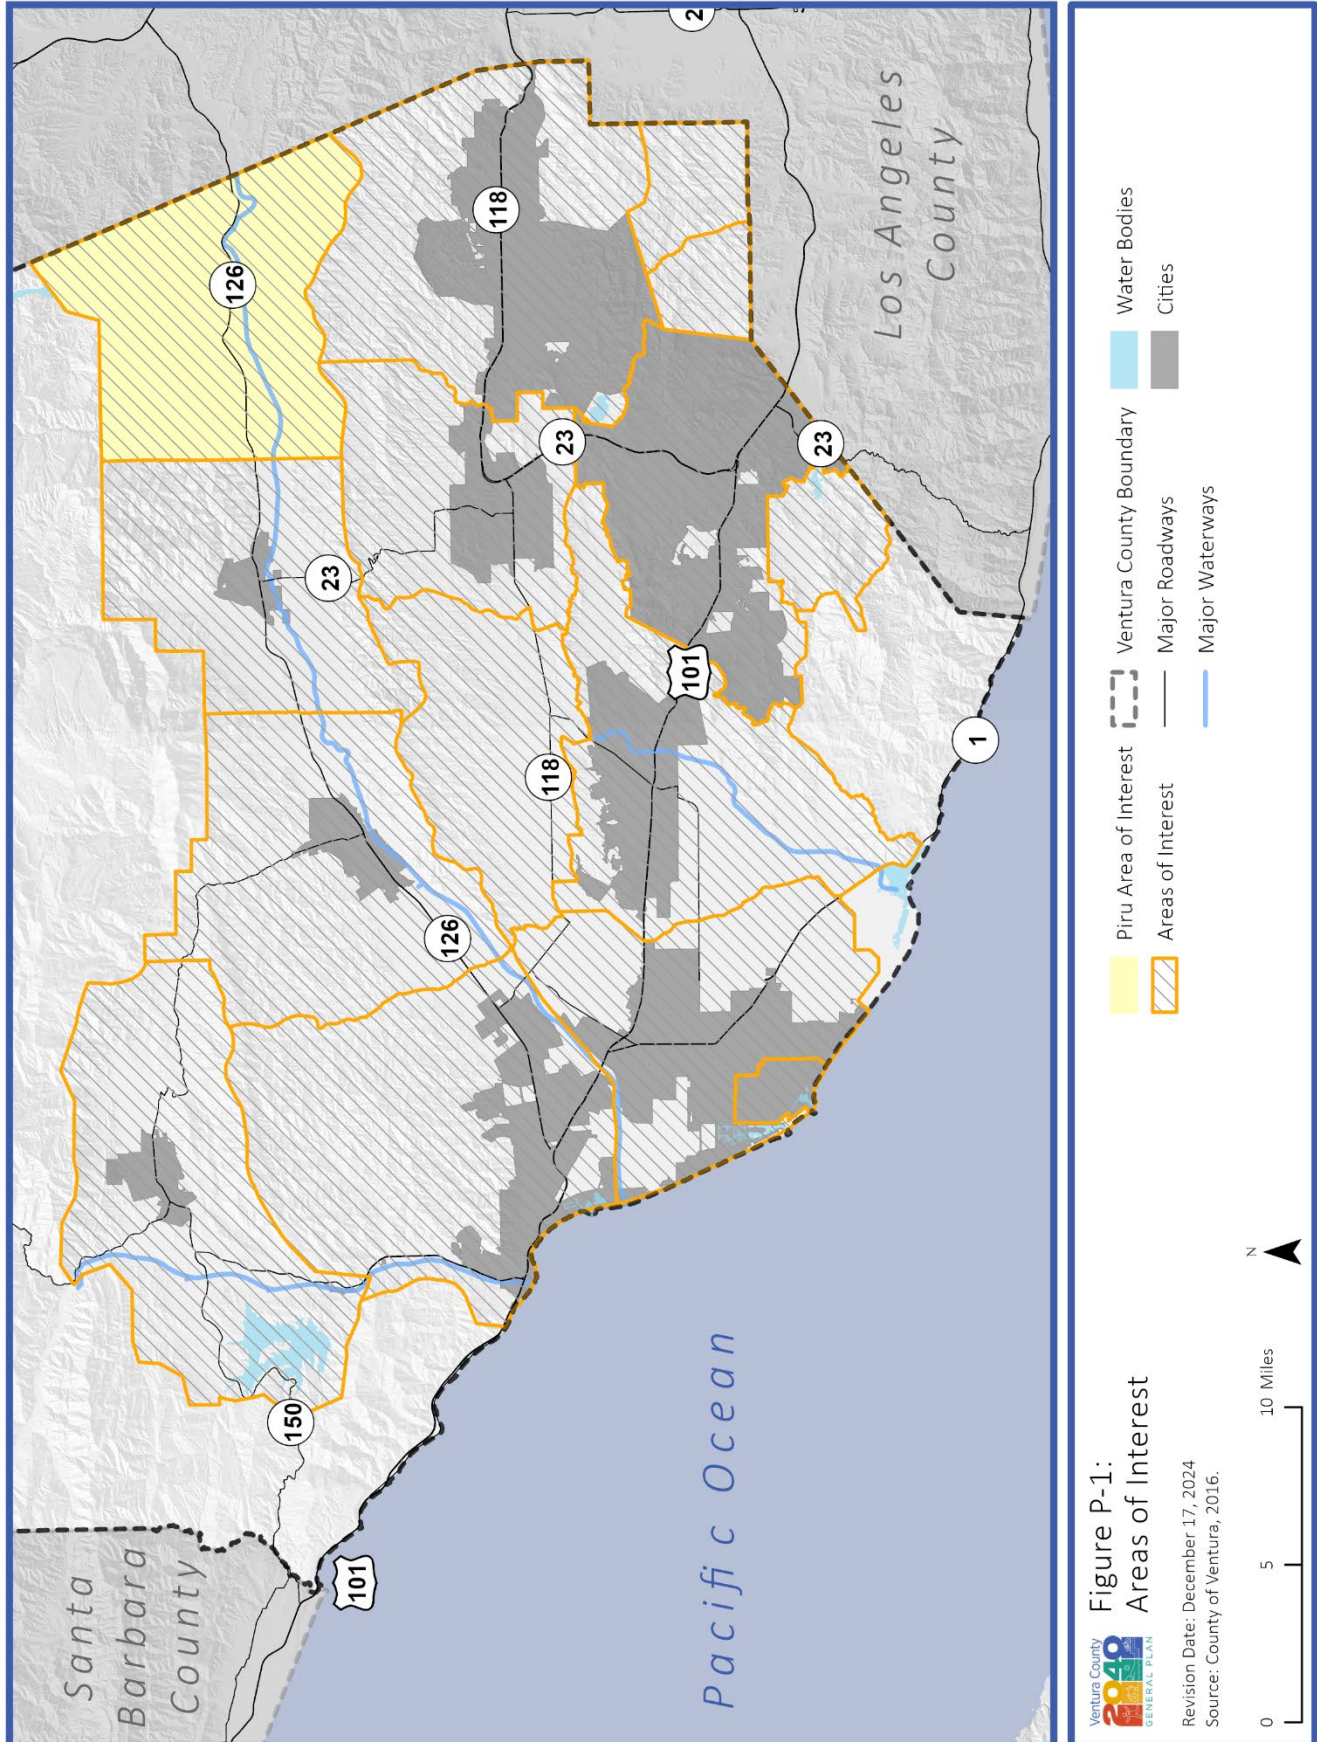 Santa
Barbara
County
101
150
Pacific Ocean
126
118
101
1
23
23
126
118
23
2
Los Angeles
County
Ventura County
2040
GENERAL PLAN
Figure P-1:
Areas of Interest
Revision Date: December 17, 2024
Source: County of Ventura, 2016.
0 5 10 Miles
N
Piru Area of Interest
Areas of Interest
Ventura County Boundary
Major Roadways
Major Waterways
Water Bodies
Cities